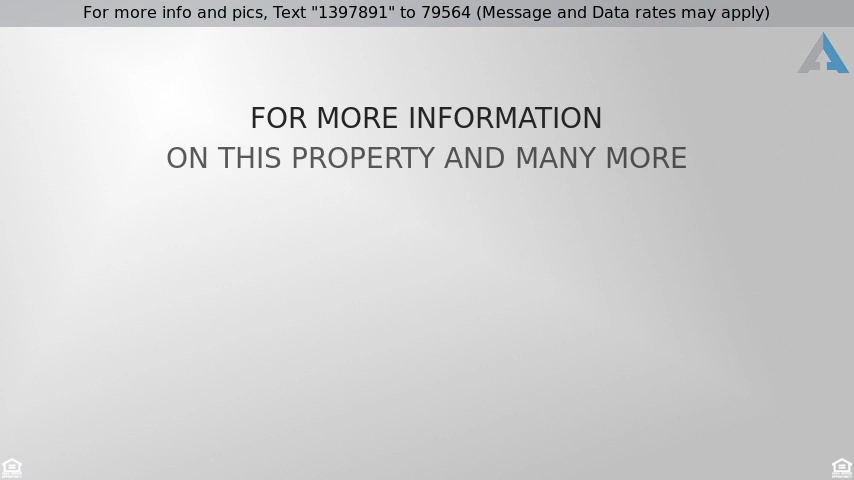 For more info and pics, Text "1397891" to 79564 (Message and Data rates may apply)
FOR MORE INFORMATION
ON THIS PROPERTY AND MANY MORE